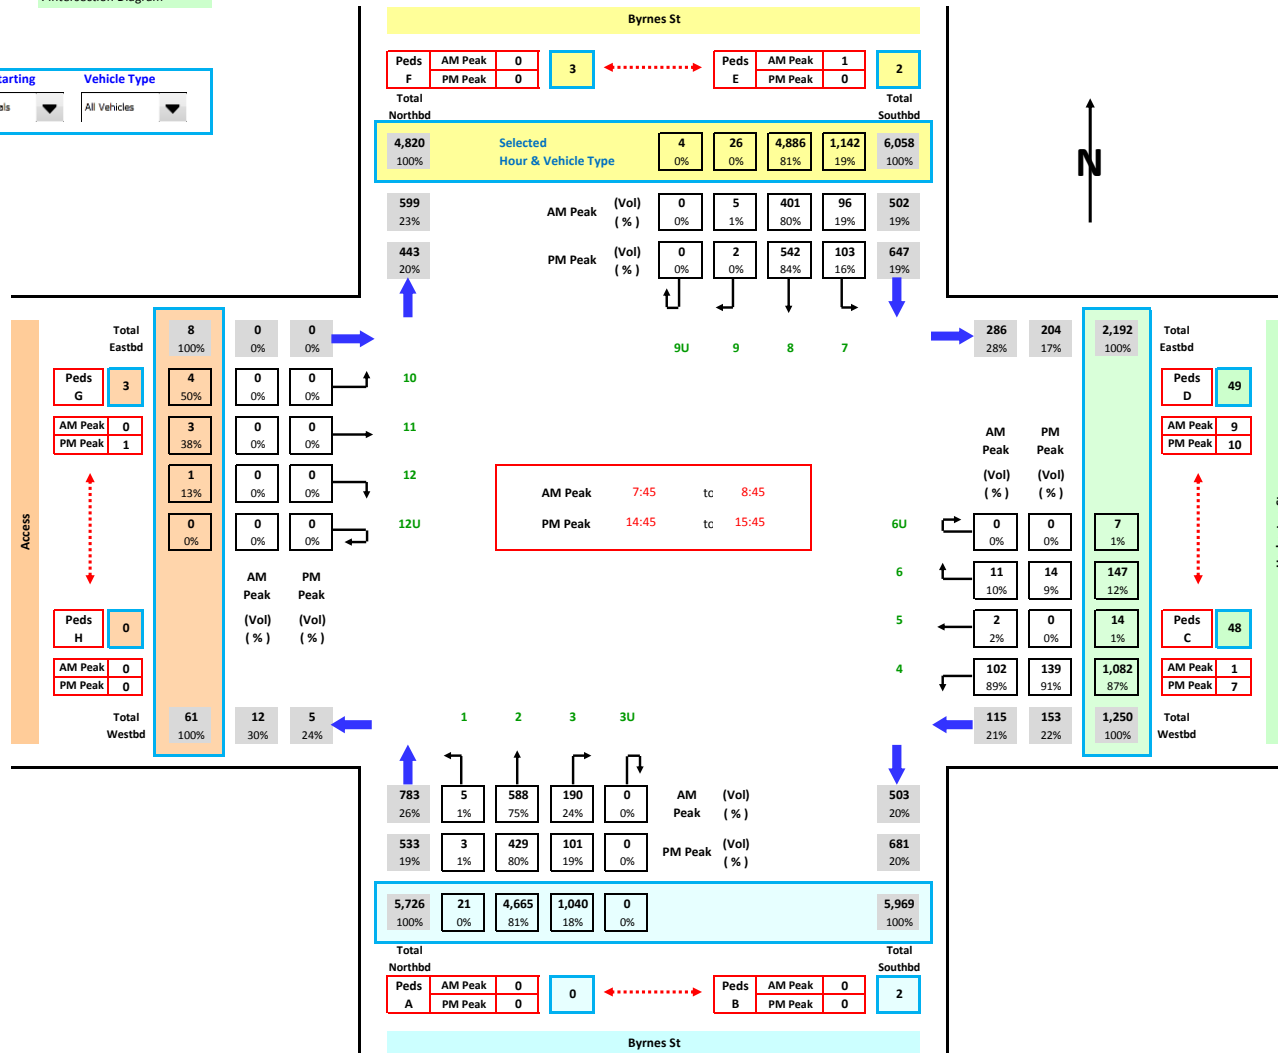 Intersection Diagram
Byrnes St
Peds F AM Peak 0 PM Peak 0 3
Peds E AM Peak 1 PM Peak 0 2
Total Northbd
Total Southbd
Vehicle Type
All Vehicles
4,820 Selected 4 26 4,886 1,142 6,058
100% Hour & Vehicle Type 0% 0% 81% 19% 100%
599 AM Peak (Vol) 0 5 401 96 502
23% ( % ) 0% 1% 80% 19% 19%
443 PM Peak (Vol) 0 2 542 103 647
20% ( % ) 0% 0% 84% 16% 19%
9U 9 8 7
N
Total Eastbd 8 0 0
100% 0% 0%
Peds G 3
AM Peak 0
PM Peak 1
4 0 0 10
50% 0% 0%
3 0 0 11
38% 0% 0%
1 0 0 12
13% 0% 0%
0 0 0 12U
0% 0% 0%
Access
AM Peak PM Peak
(Vol) (Vol)
( % ) ( % )
Peds H 0
AM Peak 0
PM Peak 0
Total Westbd 61 12 5
100% 30% 24%
AM Peak 7:45 to 8:45
PM Peak 14:45 to 15:45
286 204 2,192 Total Eastbd
28% 17% 100%
Peds D 49
AM Peak 9
PM Peak 10
AM Peak PM Peak
(Vol) (Vol)
( % ) ( % )
6U 0 0 7
0% 0% 1%
6 11 14 147
10% 9% 12%
5 2 0 14
2% 0% 1%
4 102 139 1,082
89% 91% 87%
Peds C 48
AM Peak 1
PM Peak 7
115 153 1,250 Total Westbd
21% 22% 100%
1 2 3 3U
783 5 588 190 0 AM Peak (Vol) 503
26% 1% 75% 24% 0% ( % ) 20%
533 3 429 101 0 PM Peak (Vol) 681
19% 1% 80% 19% 0% ( % ) 20%
5,726 21 4,665 1,040 0 5,969
100% 0% 81% 18% 0% 100%
Total Northbd
Total Southbd
Peds A AM Peak 0 PM Peak 0 0
Peds B AM Peak 0 PM Peak 0 2
Byrnes St